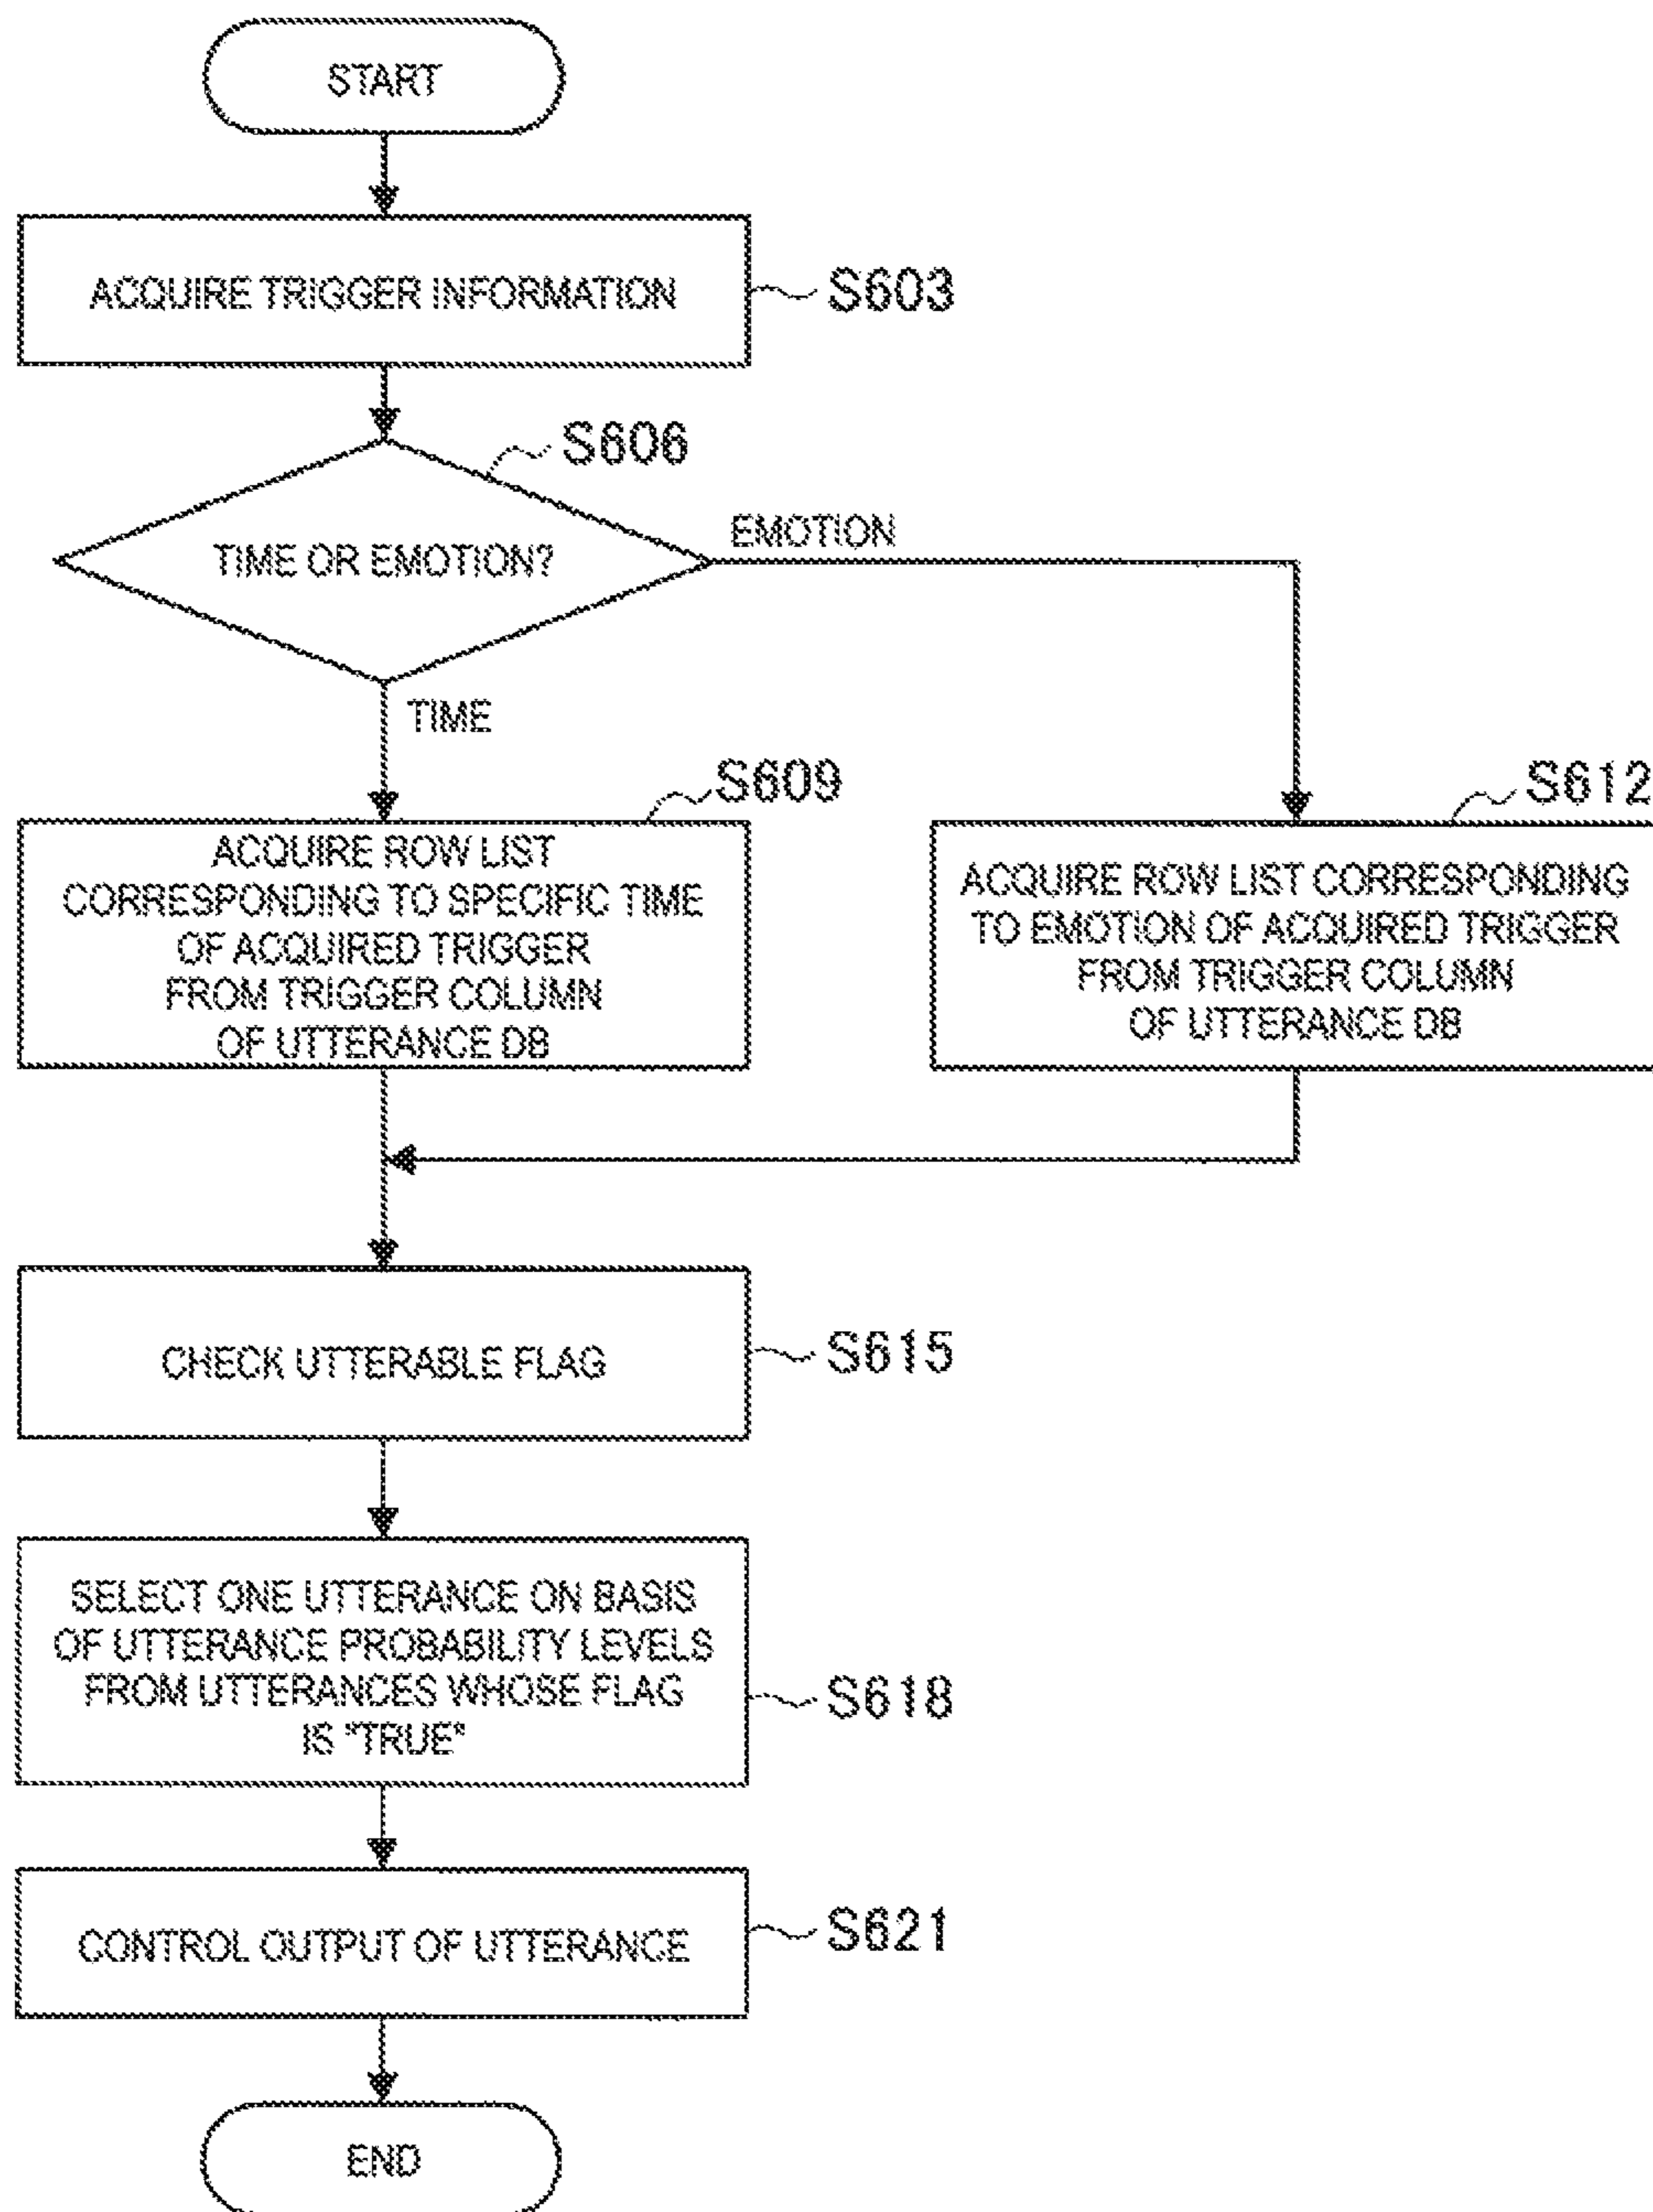 START
ACQUIRE TRIGGER INFORMATION
S603
S606
TIME OR EMOTION?
EMOTION
TIME
S609
ACQUIRE ROW LIST
CORRESPONDING TO SPECIFIC TIME
OF ACQUIRED TRIGGER
FROM TRIGGER COLUMN
OF UTTERANCE DB
S612
ACQUIRE ROW LIST CORRESPONDING
TO EMOTION OF ACQUIRED TRIGGER
FROM TRIGGER COLUMN
OF UTTERANCE DB
CHECK UTTERABLE FLAG
S615
SELECT ONE UTTERANCE ON BASIS
OF UTTERANCE PROBABILITY LEVELS
FROM UTTERANCES WHOSE FLAG
IS "TRUE"
S618
CONTROL OUTPUT OF UTTERANCE
S621
END